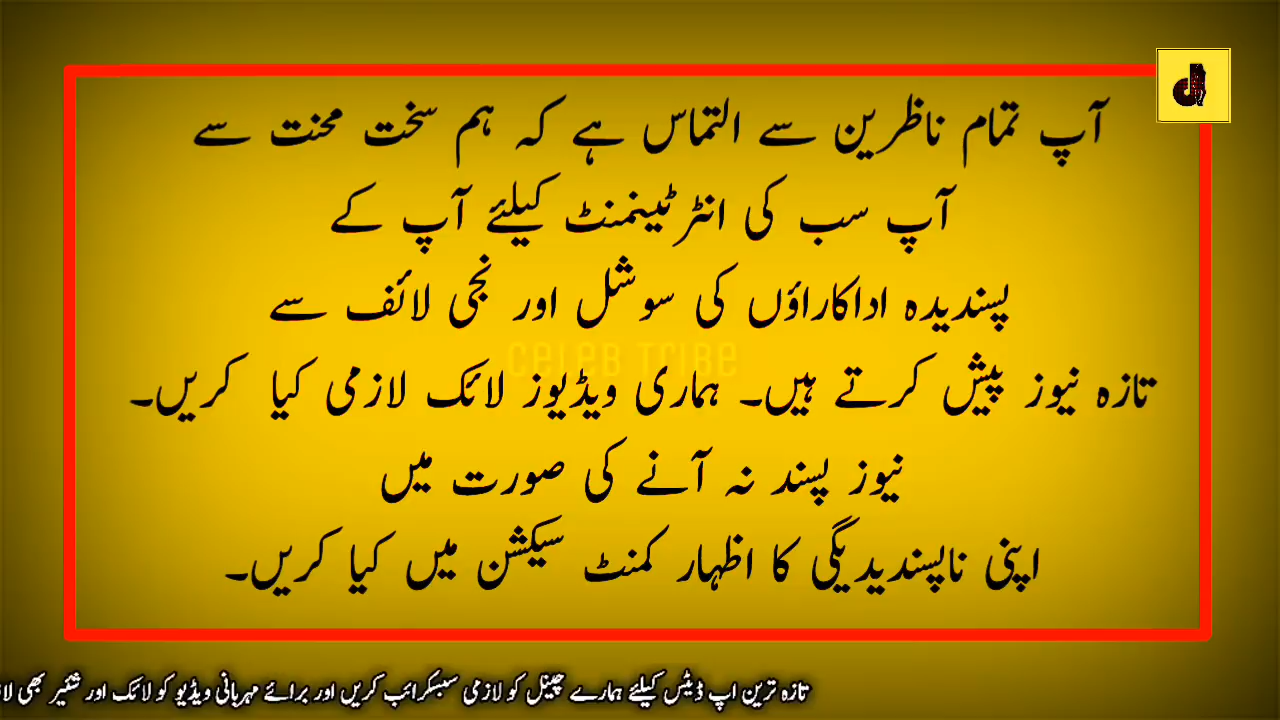 آپ تمام ناظرین سے التماس ہے کہ ہم سخت محنت سے
آپ سب کی انٹرٹینمنٹ کیلئے آپ کے
پسندیدہ اداکاراؤں کی سوشل اور نجی لائف سے
CELEB TRIBE
تازہ نیوز پیش کرتے ہیں۔ ہماری ویڈیوز لائک لازمی کیا کریں۔
نیوز پسند نہ آنے کی صورت میں
اپنی ناپسندیدیگی کا اظہار کمنٹ سیکشن میں کیا کریں۔
تازہ ترین اپ ڈیٹس کیلئے ہمارے چینل کو لازمی سبسکرائب کریں اور برائے مہربانی ویڈیو کو لائک اور شئیر بھی